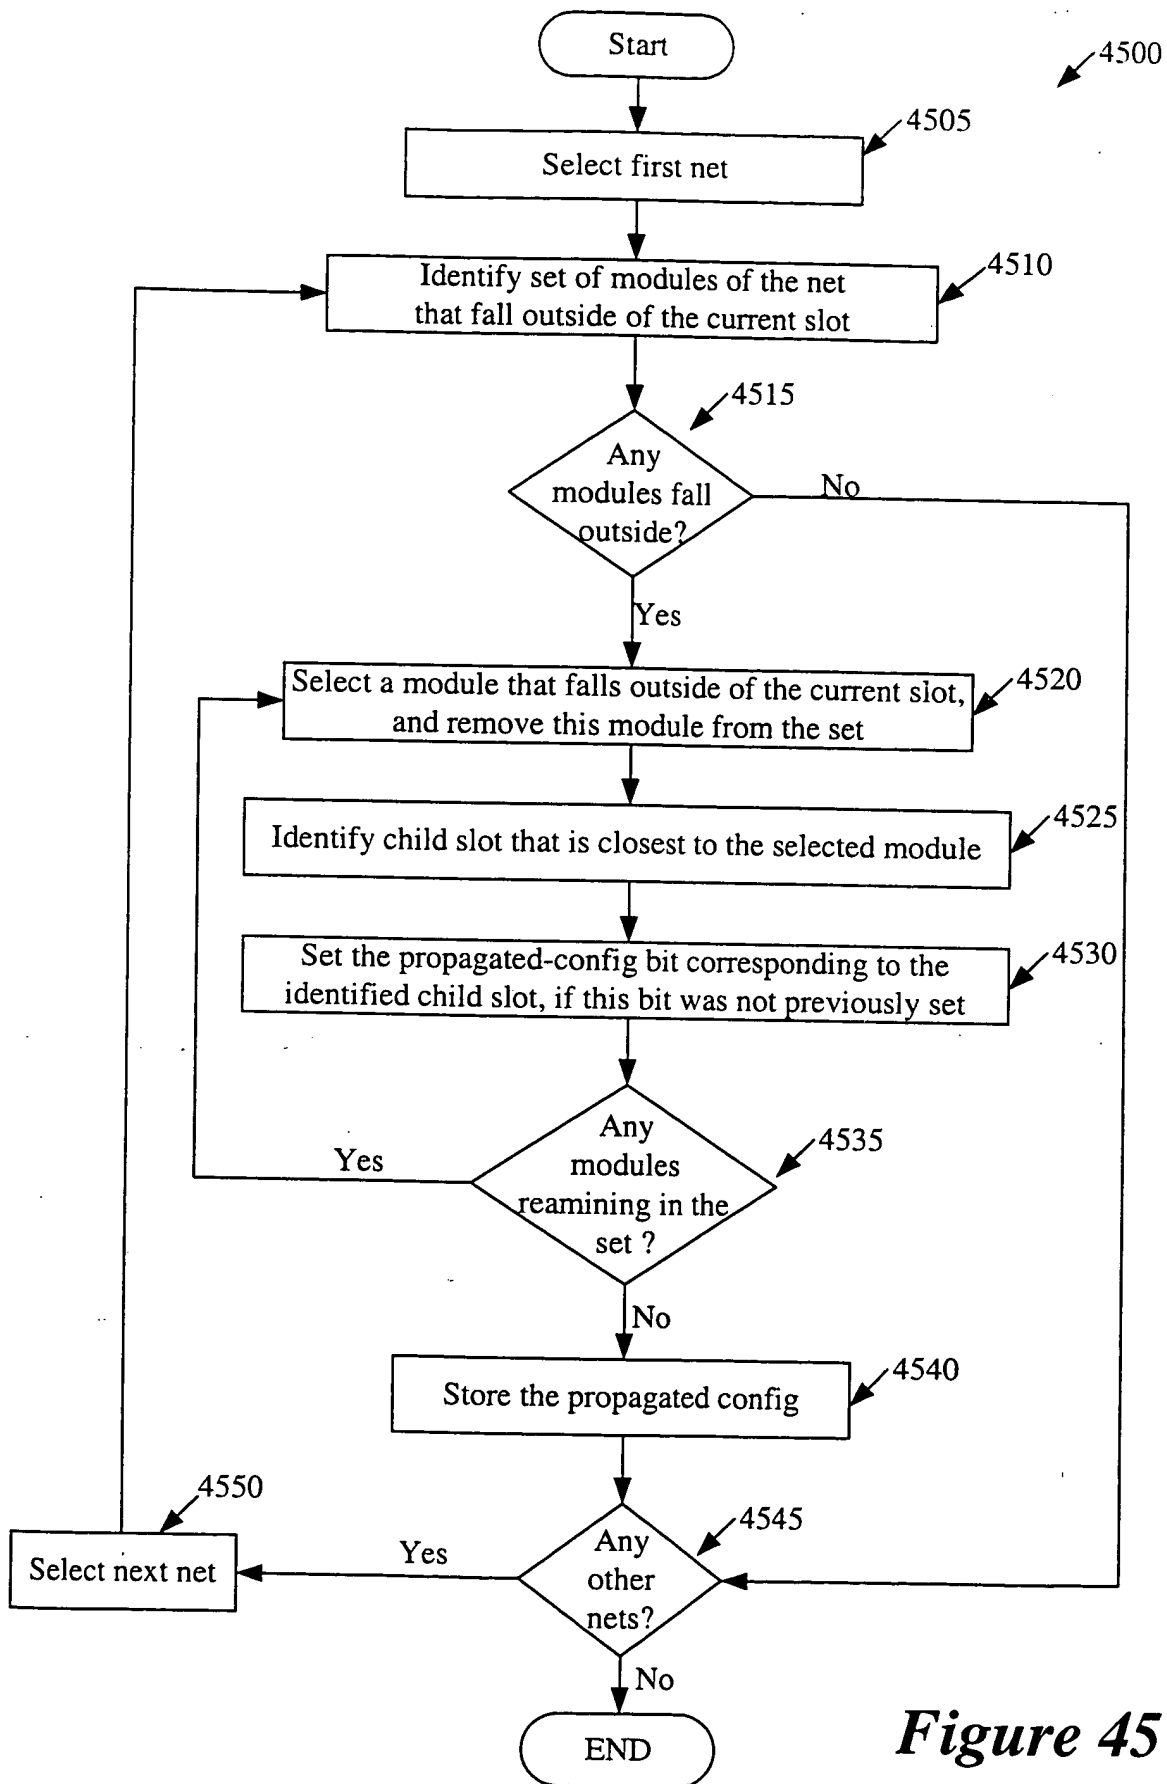 Start
4500
4505
Select first net
4510
Identify set of modules of the net
that fall outside of the current slot
4515
Any
modules fall
outside?
No
Yes
4520
Select a module that falls outside of the current slot,
and remove this module from the set
4525
Identify child slot that is closest to the selected module
4530
Set the propagated-config bit corresponding to the
identified child slot, if this bit was not previously set
4535
Any
modules
reamining in the
set ?
Yes
No
4540
Store the propagated config
4550
4545
Select next net
Yes
Any
other
nets?
No
END
Figure 45